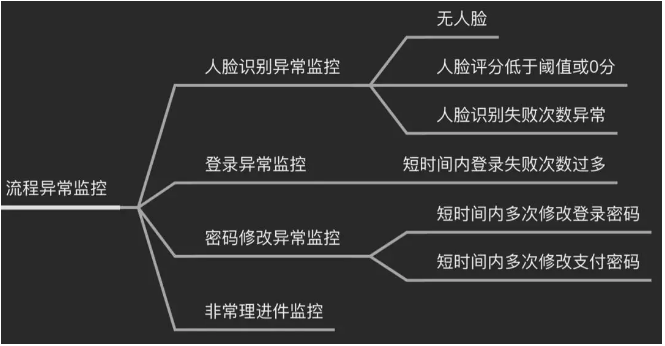 流程异常监控
人脸识别异常监控
无人脸
人脸评分低于阈值或0分
人脸识别失败次数异常
登录异常监控
短时间内登录失败次数过多
密码修改异常监控
短时间内多次修改登录密码
短时间内多次修改支付密码
非常理进件监控